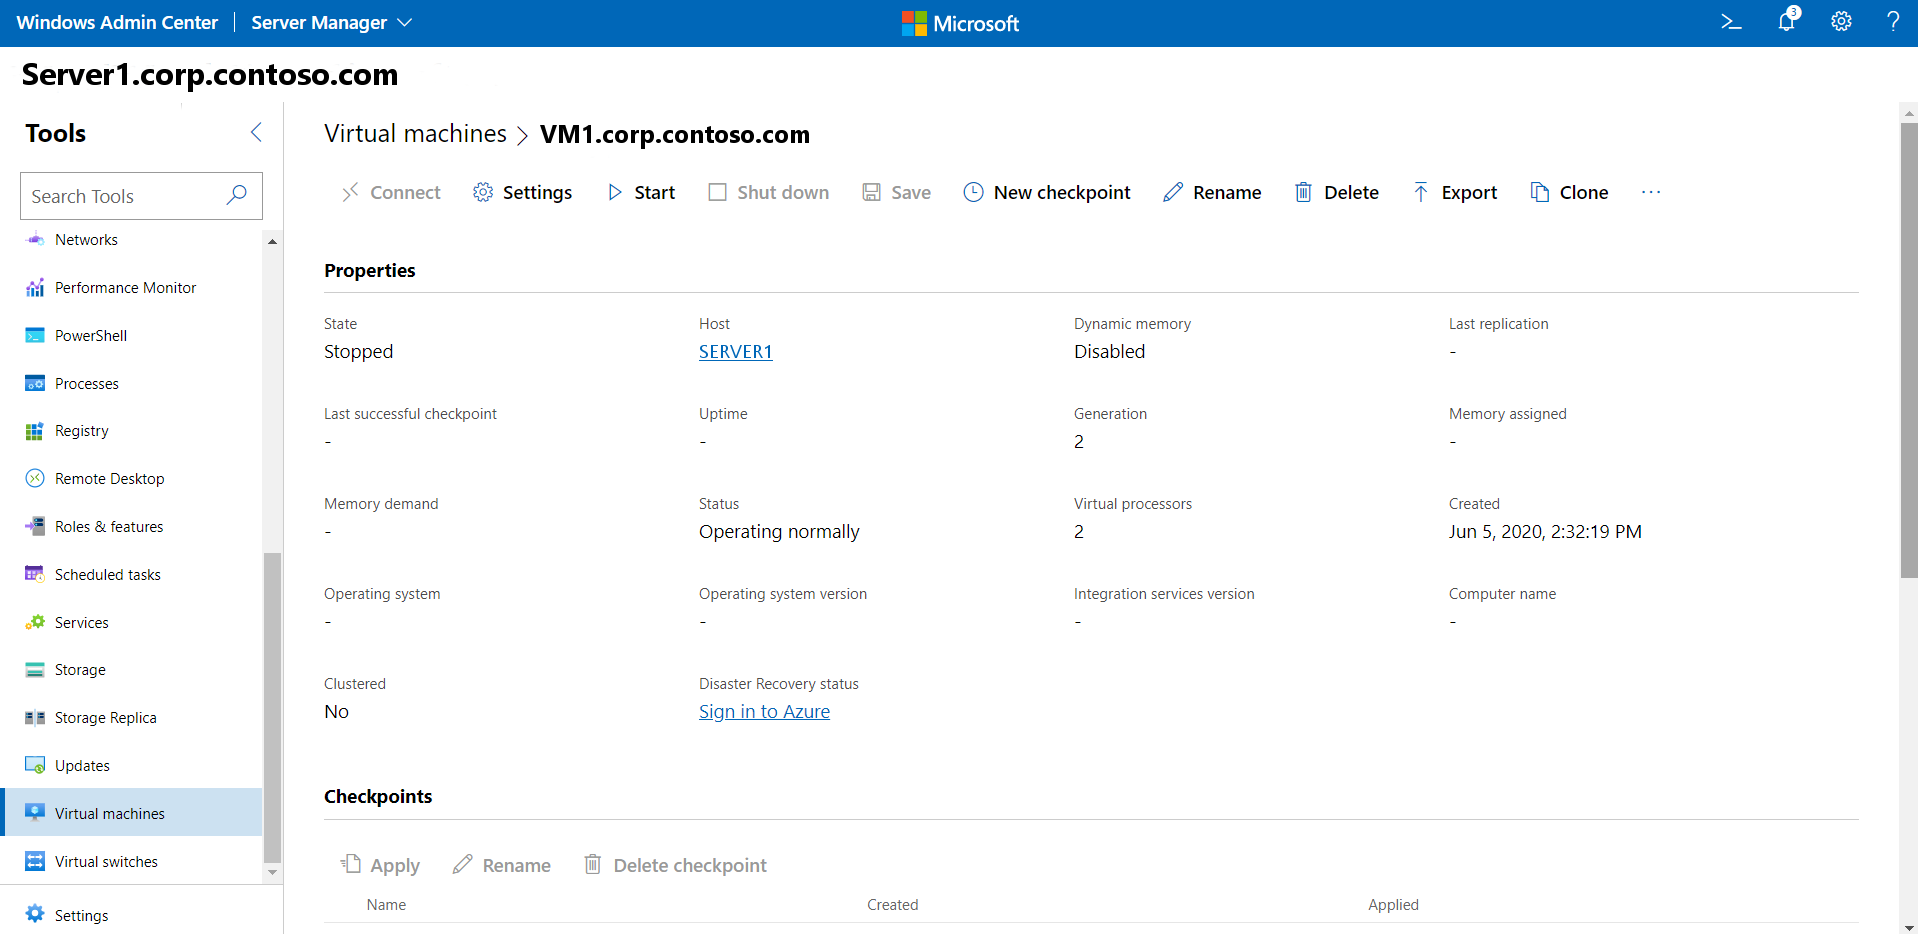 Windows Admin Center | Server Manager
Microsoft
3
Server1.corp.contoso.com
Tools
Search Tools
Networks
Performance Monitor
PowerShell
Processes
Registry
Remote Desktop
Roles & features
Scheduled tasks
Services
Storage
Storage Replica
Updates
Virtual machines
Virtual switches
Settings
Virtual machines > VM1.corp.contoso.com
Connect Settings Start Shut down Save New checkpoint Rename Delete Export Clone ...
Properties
State Host Dynamic memory Last replication
Stopped SERVER1 Disabled -
Last successful checkpoint Uptime Generation Memory assigned
- - 2 -
Memory demand Status Virtual processors Created
- Operating normally 2 Jun 5, 2020, 2:32:19 PM
Operating system Operating system version Integration services version Computer name
- - - -
Clustered Disaster Recovery status
No Sign in to Azure
Checkpoints
Apply Rename Delete checkpoint
Name Created Applied